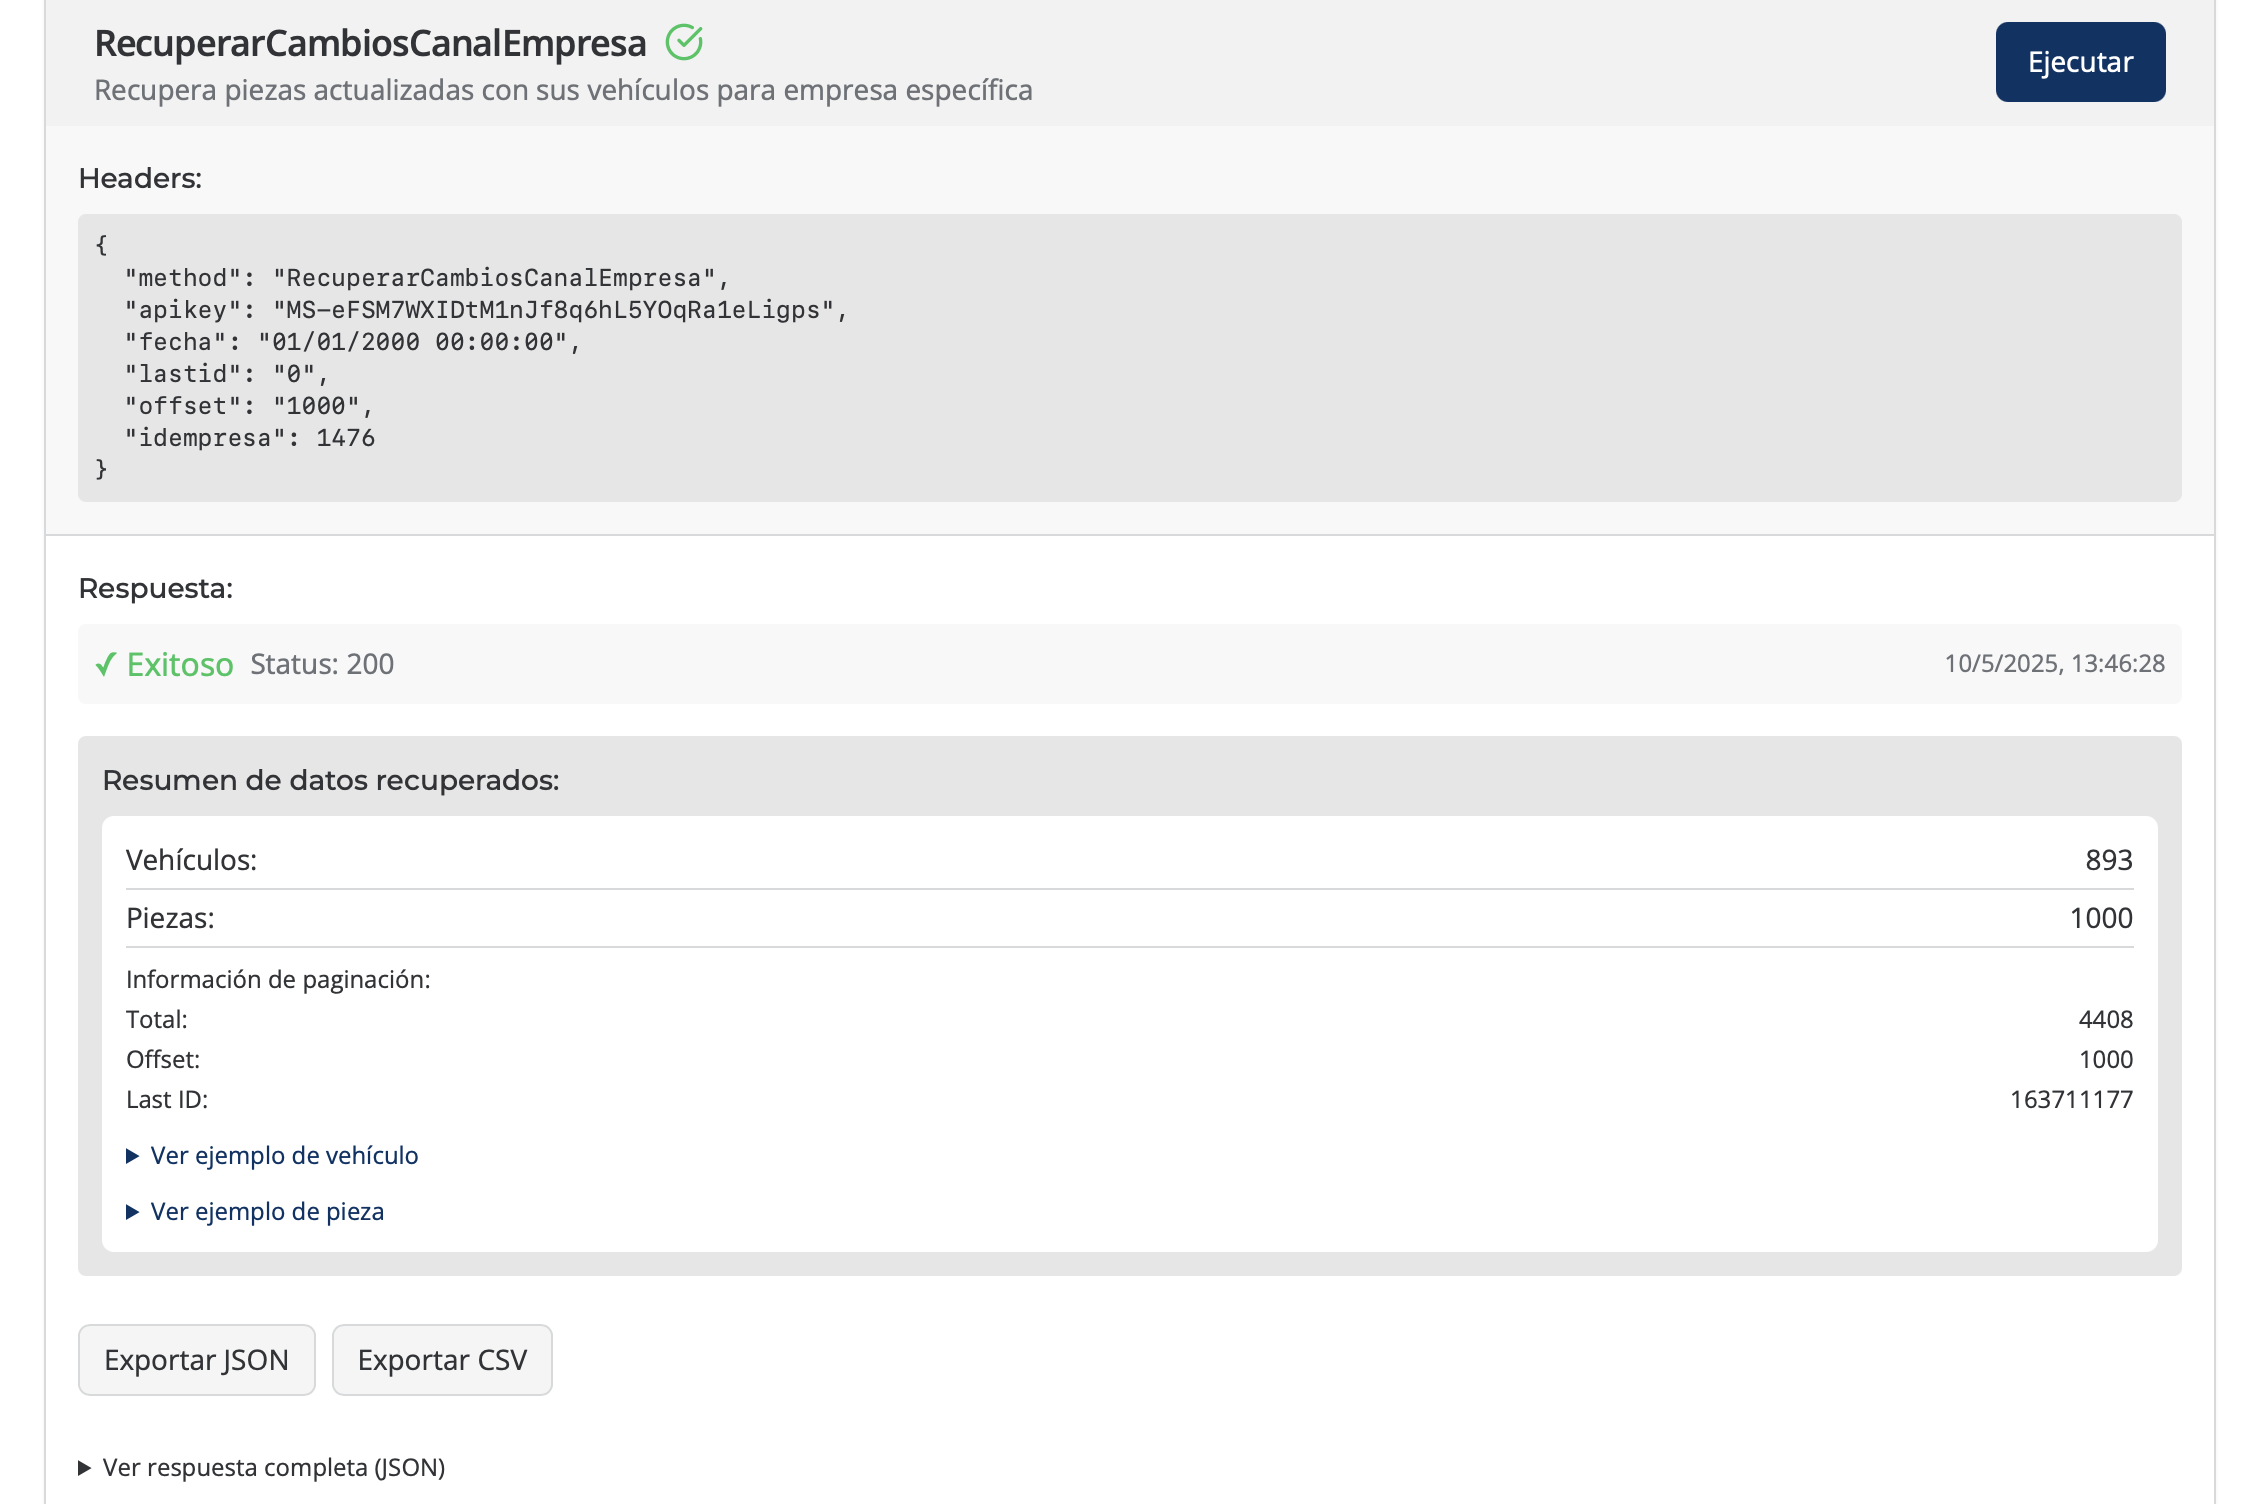 RecuperarCambiosCanalEmpresa
Recupera piezas actualizadas con sus vehículos para empresa específica
Ejecutar
Headers:
{
"method": "RecuperarCambiosCanalEmpresa",
"apikey": "MS-eFSM7WXIDtM1nJf8q6hL5YOqRa1eLigps",
"fecha": "01/01/2000 00:00:00",
"lastid": "0",
"offset": "1000",
"idempresa": 1476
}
Respuesta:
✓ Exitoso Status: 200 10/5/2025, 13:46:28
Resumen de datos recuperados:
Vehículos: 893
Piezas: 1000
Información de paginación:
Total: 4408
Offset: 1000
Last ID: 163711177
▶ Ver ejemplo de vehículo
▶ Ver ejemplo de pieza
Exportar JSON Exportar CSV
▶ Ver respuesta completa (JSON)